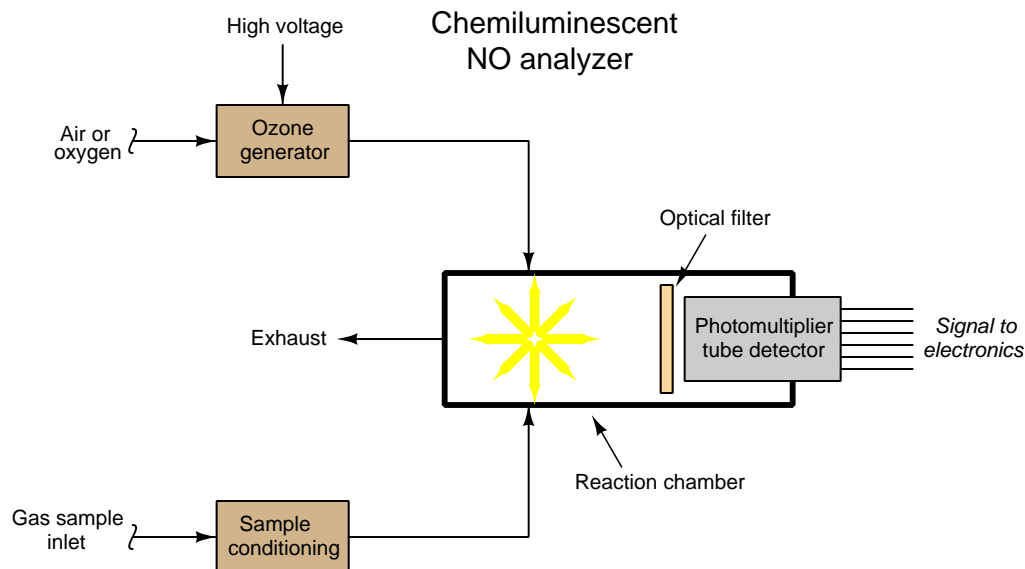 Chemiluminescent
NO analyzer
High voltage
Air or
oxygen
Ozone
generator
Optical filter
Exhaust
Photomultiplier
tube detector
Signal to
electronics
Reaction chamber
Gas sample
inlet
Sample
conditioning